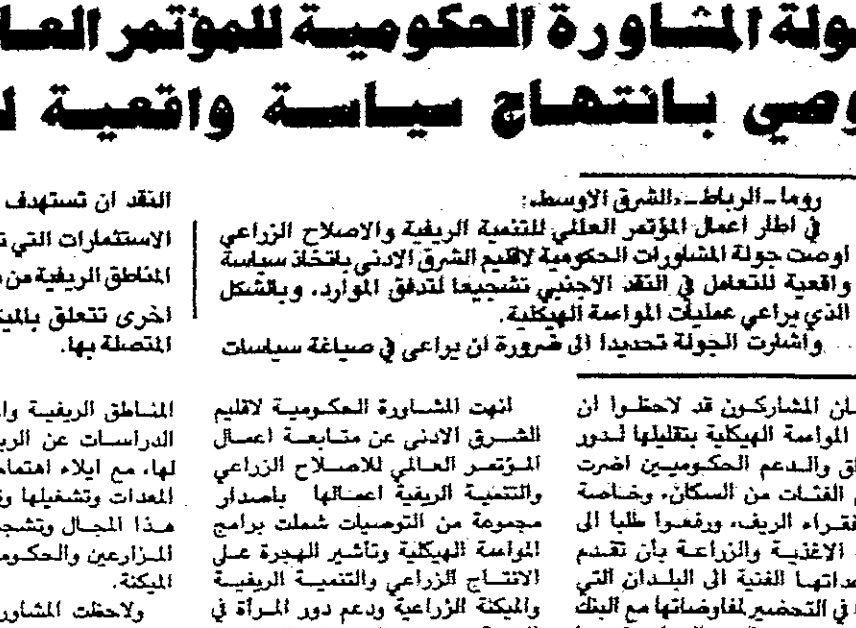 ولة المشاورة الحكومية للمؤتمر العا
وصي بانتهاج سياسة واقعية ل
روما ـ الرباط ـ «الشرق الاوسط»:
في اطار اعمال المؤتمر العالمي للتنمية الريفية والاصلاح الزراعي
اوصت جولة المشاورات الحكومية لاقليم الشرق الادنى باتخاذ سياسة
واقعية للتعامل في النقد الاجنبي تشجيعا لتدفق الموارد، وبالشكل
الذي يراعي عمليات المواءمة الهيكلية.
واشارت الجولة تحديدا الى ضرورة ان يراعى في صياغة سياسات
النقد ان تستهدف
الاستثمارات التي
المناطق الريفية من
اخرى تتعلق بالميك
المتصلة بها.
ان المشاركون قد لاحظوا ان
المواءمة الهيكلية بتقليلها لدور
ق والدعم الحكوميين اضرت
الفئات من السكان، وخاصة
فقراء الريف، ورفعوا طلبا الى
الاغذية والزراعة بان تقدم
عداتها الفنية الى البلدان التي
في التحضير لمفاوضاتها مع البنك
انهت المشاورة الحكومية لاقليم
الشرق الادنى عن متابعة اعمال
المؤتمر العالمي للاصلاح الزراعي
والتنمية الريفية اعمالها باصدار
مجموعة من التوصيات شملت برامج
المواءمة الهيكلية وتأثير الهجرة على
الانتاج الزراعي والتنمية الريفية
والميكنة الزراعية ودعم دور المرأة في
المناطق الريفية وا
الدراسات عن الري
لها، مع ايلاء اهتما
المعدات وتشغيلها و
هذا المجال وتشج
المزارعين والحكو
الميكنة.
ولاحظت المشاور